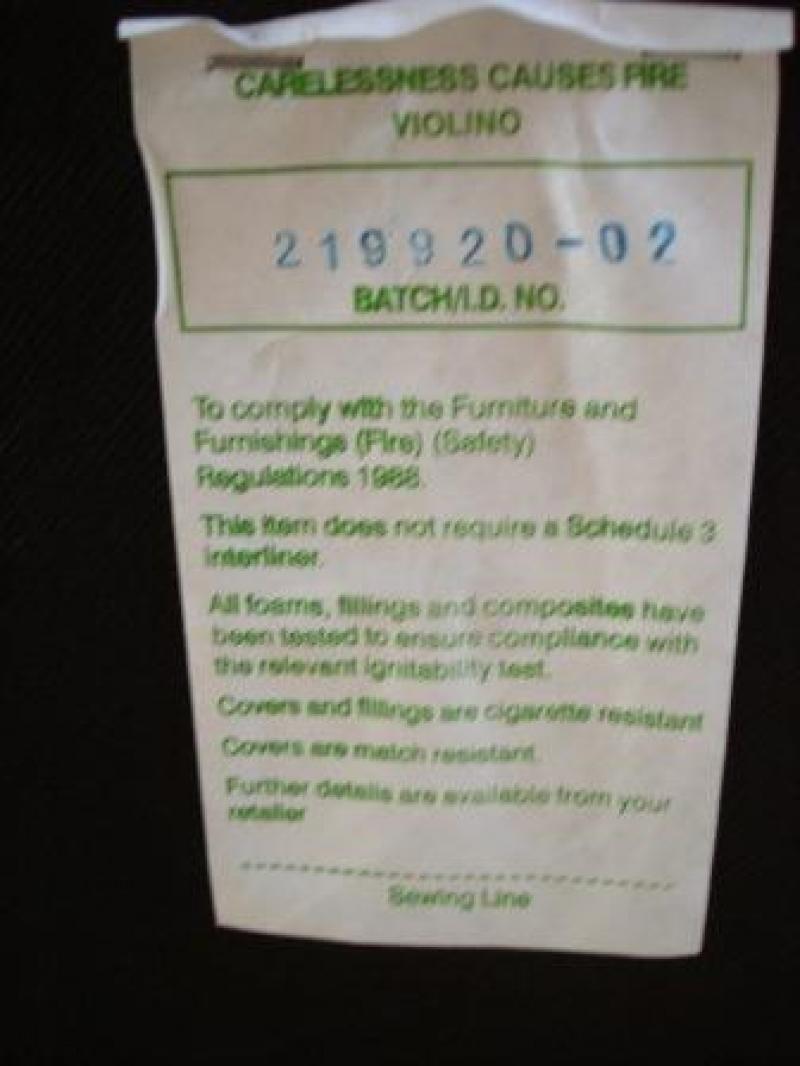 CARELESSNESS CAUSES FIRE
VIOLINO
219920-02
BATCH/I.D. NO.
To comply with the Furniture and
Furnishings (Fire) (Safety)
Regulations 1988.
This item does not require a Schedule 3
interliner.
All foams, fillings and composites have
been tested to ensure compliance with
the relevant ignitability test.
Covers and fillings are cigarette resistant
Covers are match resistant.
Further details are available from your
retailer
Sewing Line